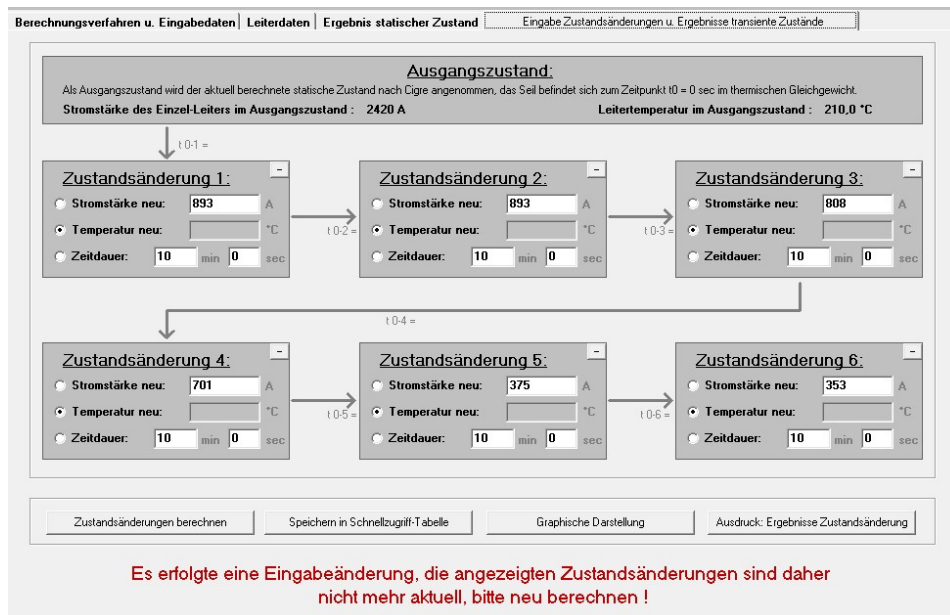 Berechnungsverfahren u. Eingabedaten Leiterdaten Ergebnis statischer Zustand Eingabe Zustandsänderungen u. Ergebnisse transiente Zustände
Ausgangszustand:
Als Ausgangszustand wird der aktuell berechnete statische Zustand nach Cigre angenommen, das Seil befindet sich zum Zeitpunkt t0 = 0 sec im thermischen Gleichgewicht.
Stromstärke des Einzel-Leiters im Ausgangszustand : 2420 A Leitertemperatur im Ausgangszustand : 210,0 °C
t 0-1 =
Zustandsänderung 1: -
Stromstärke neu: 893 A
Temperatur neu: °C
Zeitdauer: 10 min 0 sec
t 0-2 =
Zustandsänderung 2: -
Stromstärke neu: 893 A
Temperatur neu: °C
Zeitdauer: 10 min 0 sec
t 0-3 =
Zustandsänderung 3: -
Stromstärke neu: 808 A
Temperatur neu: °C
Zeitdauer: 10 min 0 sec
t 0-4 =
Zustandsänderung 4: -
Stromstärke neu: 701 A
Temperatur neu: °C
Zeitdauer: 10 min 0 sec
t 0-5 =
Zustandsänderung 5: -
Stromstärke neu: 375 A
Temperatur neu: °C
Zeitdauer: 10 min 0 sec
t 0-6 =
Zustandsänderung 6: -
Stromstärke neu: 353 A
Temperatur neu: °C
Zeitdauer: 10 min 0 sec
Zustandsänderungen berechnen Speichern in Schnellzugriff-Tabelle Graphische Darstellung Ausdruck: Ergebnisse Zustandsänderung
Es erfolgte eine Eingabeänderung, die angezeigten Zustandsänderungen sind daher
nicht mehr aktuell, bitte neu berechnen !